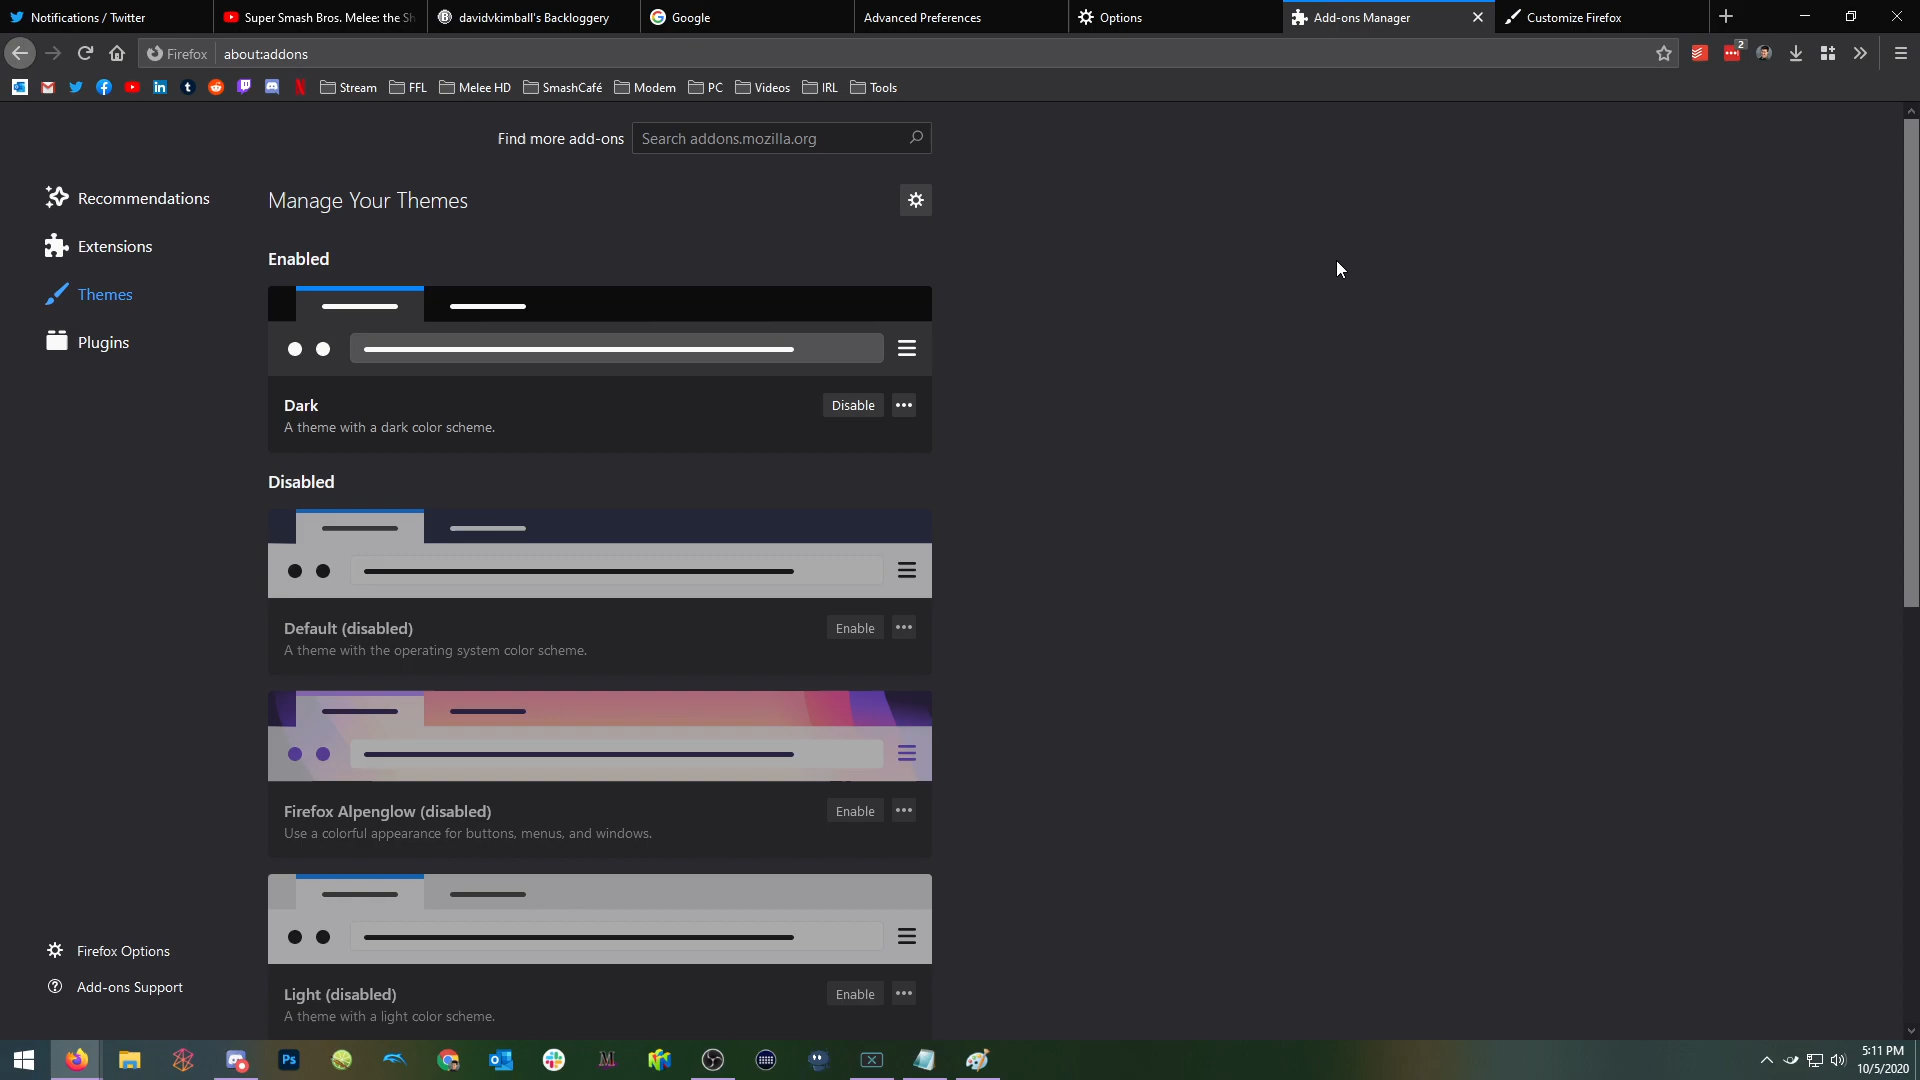 Notifications / Twitter
Super Smash Bros. Melee: the Sh
davidvkimball's Backloggery
Google
Advanced Preferences
Options
Add-ons Manager
Customize Firefox
Firefox
about:addons
2
Stream
FFL
Melee HD
SmashCafé
Modem
PC
Videos
IRL
Tools
Find more add-ons
Search addons.mozilla.org
Recommendations
Extensions
Themes
Plugins
Manage Your Themes
Enabled
Dark
A theme with a dark color scheme.
Disable
Disabled
Default (disabled)
A theme with the operating system color scheme.
Enable
Firefox Alpenglow (disabled)
Use a colorful appearance for buttons, menus, and windows.
Enable
Light (disabled)
A theme with a light color scheme.
Enable
Firefox Options
Add-ons Support
Ps
5:11 PM
10/5/2020